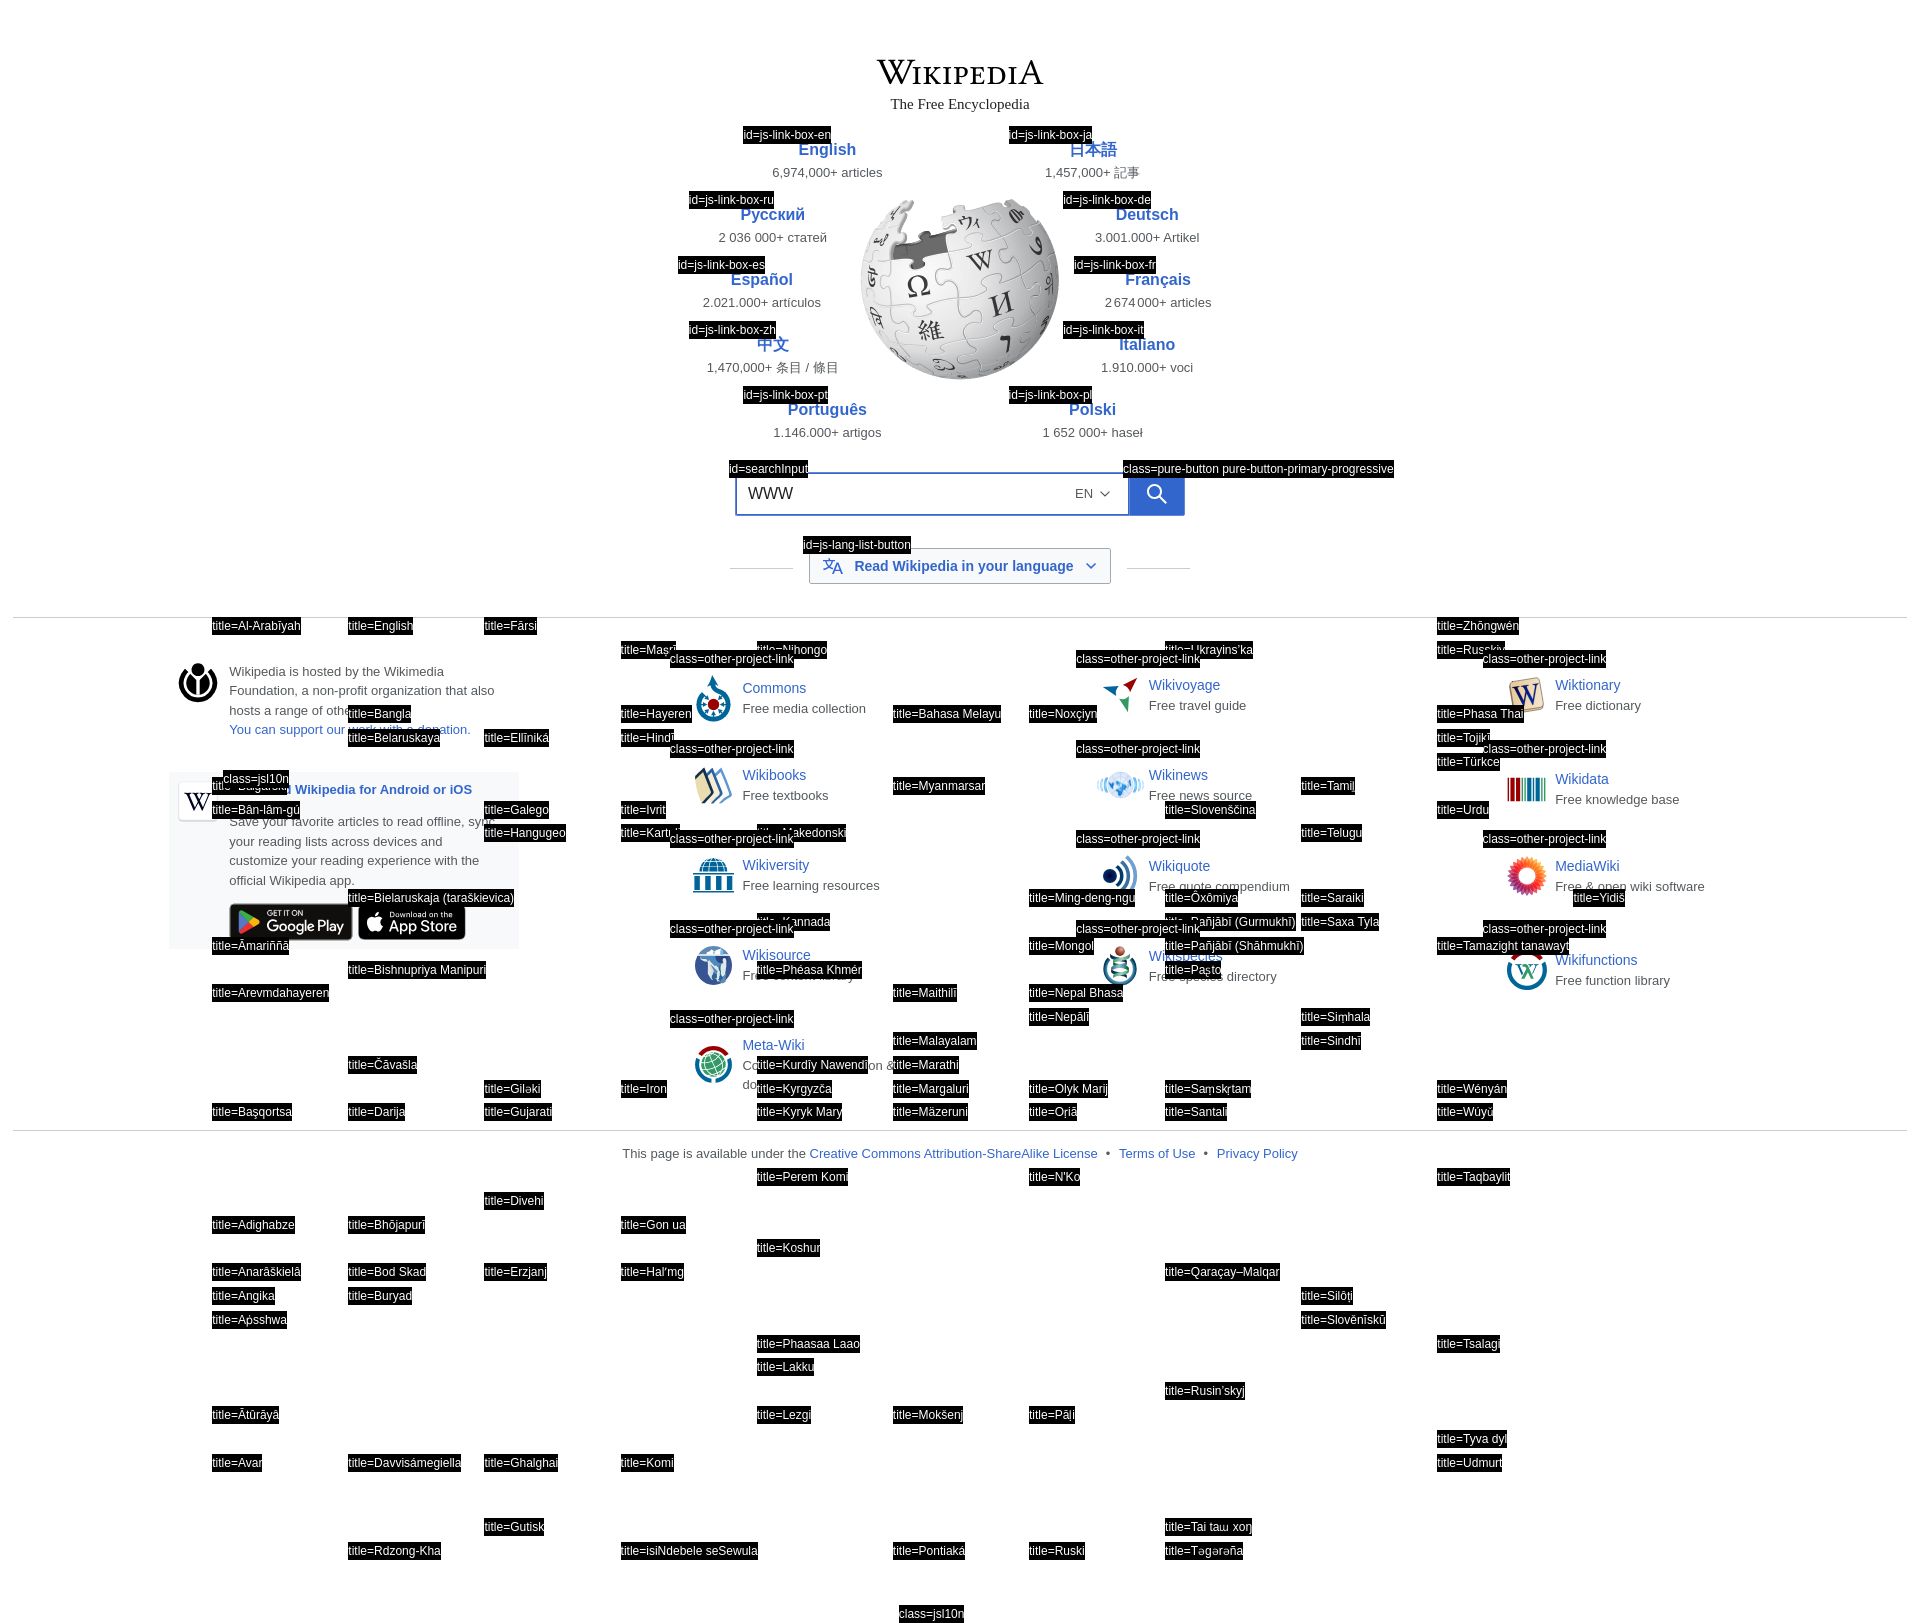 WIKIPEDIA
The Free Encyclopedia
id=js-link-box-en
English
6,974,000+ articles
id=js-link-box-ja
日本語
1,457,000+ 記事
id=js-link-box-ru
Русский
2 036 000+ статей
id=js-link-box-de
Deutsch
3.001.000+ Artikel
id=js-link-box-es
Español
2.021.000+ artículos
id=js-link-box-fr
Français
2 674 000+ articles
id=js-link-box-zh
中文
1,470,000+ 条目 / 條目
id=js-link-box-it
Italiano
1.910.000+ voci
id=js-link-box-pt
Português
1.146.000+ artigos
id=js-link-box-pl
Polski
1 652 000+ haseł
id=searchInput
class=pure-button pure-button-primary-progressive
WWW
EN
id=js-lang-list-button
Read Wikipedia in your language
title=Al-ʿArabīyah title=English title=Fārsi title=Zhōngwén
title=Maṣrī title=Nihongo title=Ukrayins'ka title=Russkiy
class=other-project-link class=other-project-link class=other-project-link
Wikipedia is hosted by the Wikimedia
Foundation, a non-profit organization that also
hosts a range of
You can support our work with a donation.
Commons
Free media collection
Wikivoyage
Free travel guide
Wiktionary
Free dictionary
title=Bangla title=Hayeren title=Bahasa Melayu title=Noxçiyn title=Phasa Thai
title=Belaruskaya title=Ellīniká title=Hindī title=Tojikī
class=other-project-link class=other-project-link class=other-project-link
title=Türkce
Wikibooks
Free textbooks
Wikinews
Free news source
Wikidata
Free knowledge base
class=jsl10n
Wikipedia for Android or iOS
title=Myanmarsar title=Tamiḻ
title=Bân-lâm-gú title=Galego title=Ivrit title=Slovenščina title=Urdu
Save your favorite articles to read offline, sync
title=Hangugeo title=Kartuli title=Makedonski title=Telugu
class=other-project-link class=other-project-link class=other-project-link
your reading lists across devices and
customize your reading experience with the
official Wikipedia app.
Wikiversity
Free learning resources
Wikiquote
Free quote compendium
MediaWiki
Free & open wiki software
title=Bielaruskaja (taraškievica) title=Ming-deng-ngu title=Óxômiya title=Saraiki title=Yidiš
GET IT ON
Google Play
Download on the
App Store
title=Kannada title=Pañjābī (Gurmukhī) title=Saxa Tyla
class=other-project-link class=other-project-link class=other-project-link
title=Āmariññā title=Mongol title=Pañjābī (Shāhmukhī) title=Tamazight tanawayt
Wikisource
Wikispecies
Free species directory
Wikifunctions
Free function library
title=Bishnupriya Manipuri title=Phéasa Khmér title=Paṣto
title=Arevmdahayeren title=Maithilī title=Nepal Bhasa
class=other-project-link
title=Nepālī title=Siṃhala
Meta-Wiki
title=Malayalam title=Sindhī
title=Čăvašla title=Kurdîy Nawendî title=Marathi
title=Giləki title=Iron title=Kyrgyzča title=Margaluri title=Olyk Marij title=Saṃskṛtam title=Wényán
title=Başqortsa title=Darija title=Gujarati title=Kyryk Mary title=Mäzeruni title=Oṛiā title=Santali title=Wúyǔ
This page is available under the Creative Commons Attribution-ShareAlike License • Terms of Use • Privacy Policy
title=Perem Komi title=N'Ko title=Taqbaylit
title=Divehi
title=Adighabze title=Bhōjapurī title=Gon ua
title=Koshur
title=Anarâškielâ title=Bod Skad title=Erzjanj title=Halʹmg title=Qaraçay–Malqar
title=Angika title=Buryad title=Silôṭi
title=Aṗsshwa title=Slověnĭskŭ
title=Phaasaa Laao title=Tsalagi
title=Lakku
title=Rusin'skyj
title=Ātûrāyâ title=Lezgi title=Mokšenj title=Pāḷi
title=Tyva dyl
title=Avar title=Davvisámegiella title=Ghalghai title=Komi title=Udmurt
title=Gutisk title=Tai taɯ xoŋ
title=Rdzong-Kha title=isiNdebele seSewula title=Pontiaká title=Ruski title=Təgərəña
class=jsl10n